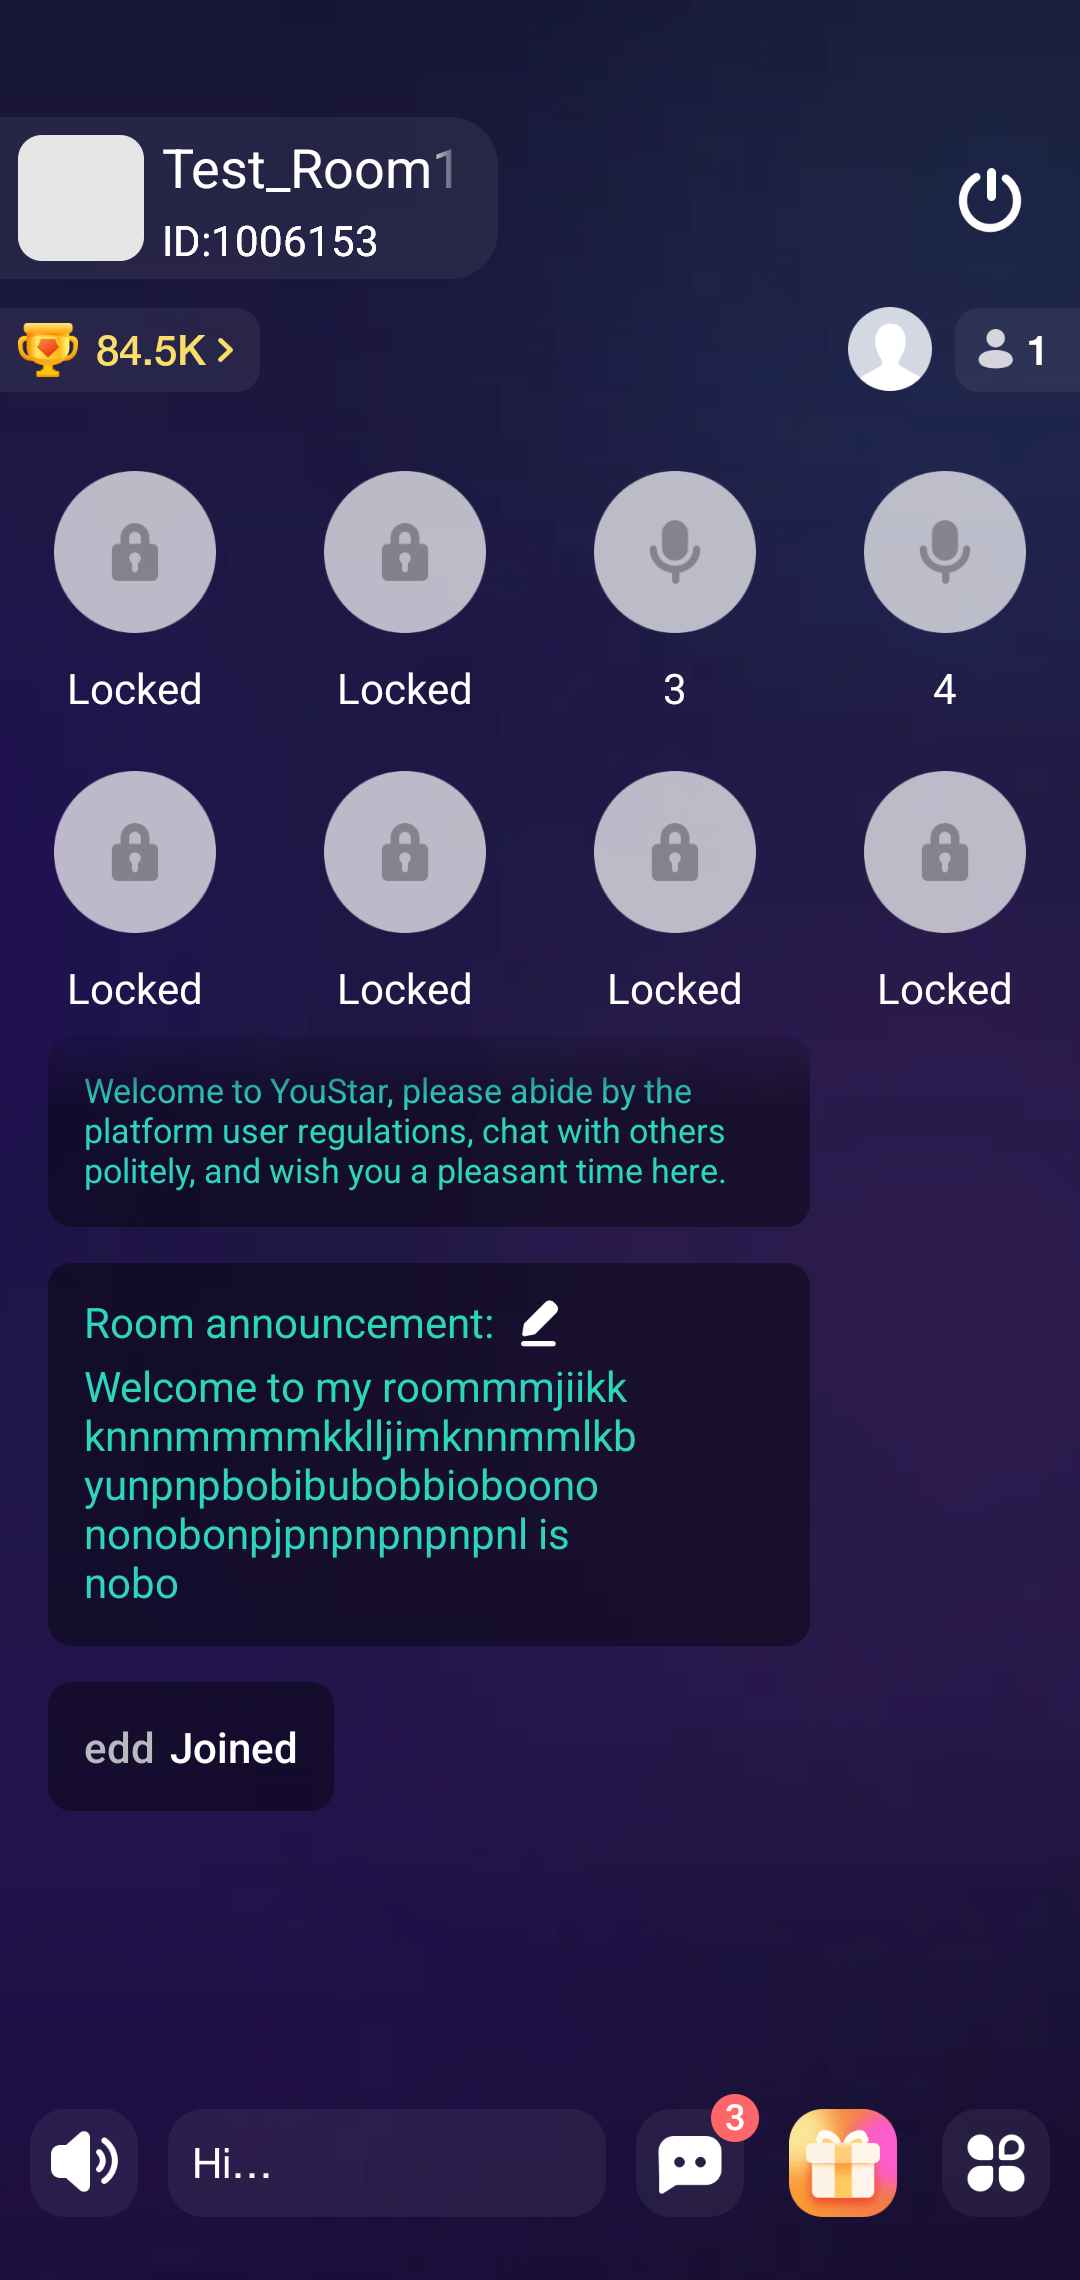 Test_Room1
ID:1006153
84.5K
1
Locked
Locked
3
4
Locked
Locked
Locked
Locked
Welcome to YouStar, please abide by the
platform user regulations, chat with others
politely, and wish you a pleasant time here.
Room announcement:
Welcome to my roommmjiikk
knnnmmmmkklljimknnmmlkb
yunpnpbobibubobbioboono
nonobonpjpnpnpnpnpnl is
nobo
edd Joined
3
Hi...